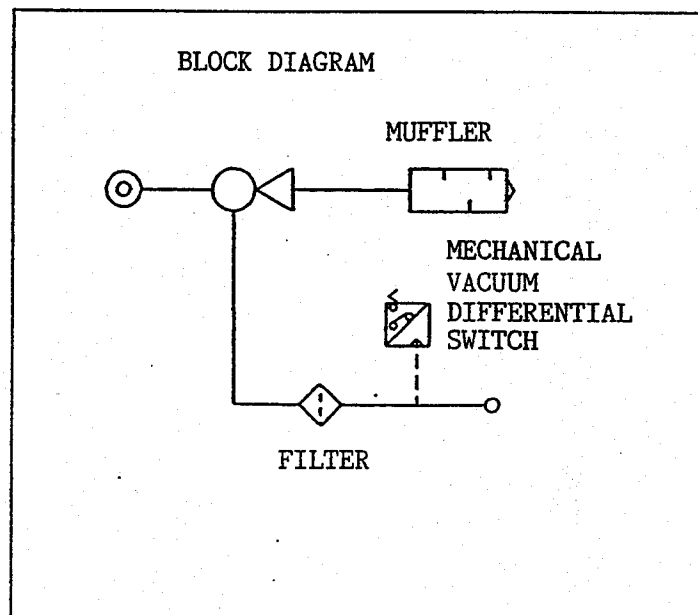 BLOCK DIAGRAM
MUFFLER
MECHANICAL
VACUUM
DIFFERENTIAL
SWITCH
FILTER